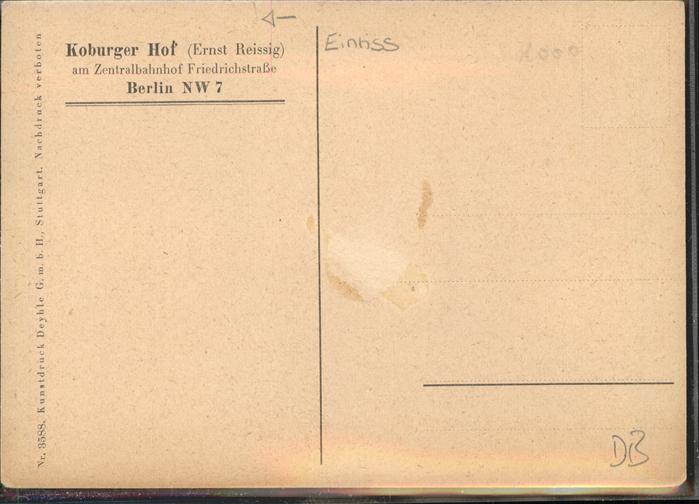 Koburger Hof (Ernst Reissig)
am Zentralbahnhof Friedrichstraße
Berlin NW 7
Nr. 3588. Kunstdruck Deyhle G. m. b. H., Stuttgart. Nachdruck verboten
Einriss
DB